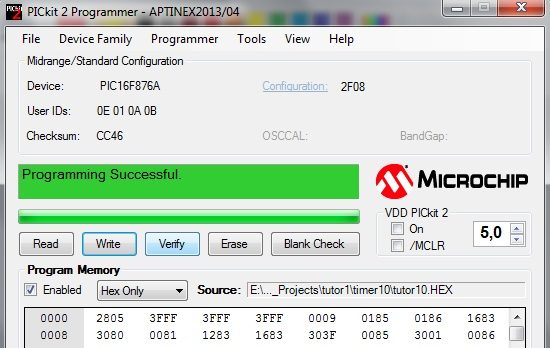 PICkit 2 Programmer - APTINEX2013/04
File Device Family Programmer Tools View Help
Midrange/Standard Configuration
Device: PIC16F876A Configuration: 2F08
User IDs: 0E 01 0A 0B
Checksum: CC46 OSCCAL: BandGap:
Programming Successful.
MICROCHIP
VDD PICkit 2
On
/MCLR
5,0
Read Write Verify Erase Blank Check
Program Memory
Enabled Hex Only Source: E:\..._Projects\tutor1\timer10\tutor10.HEX
0000 2805 3FFF 3FFF 3FFF 0009 0185 0186 1683
0008 3080 0081 1283 1683 303F 0085 3001 0086